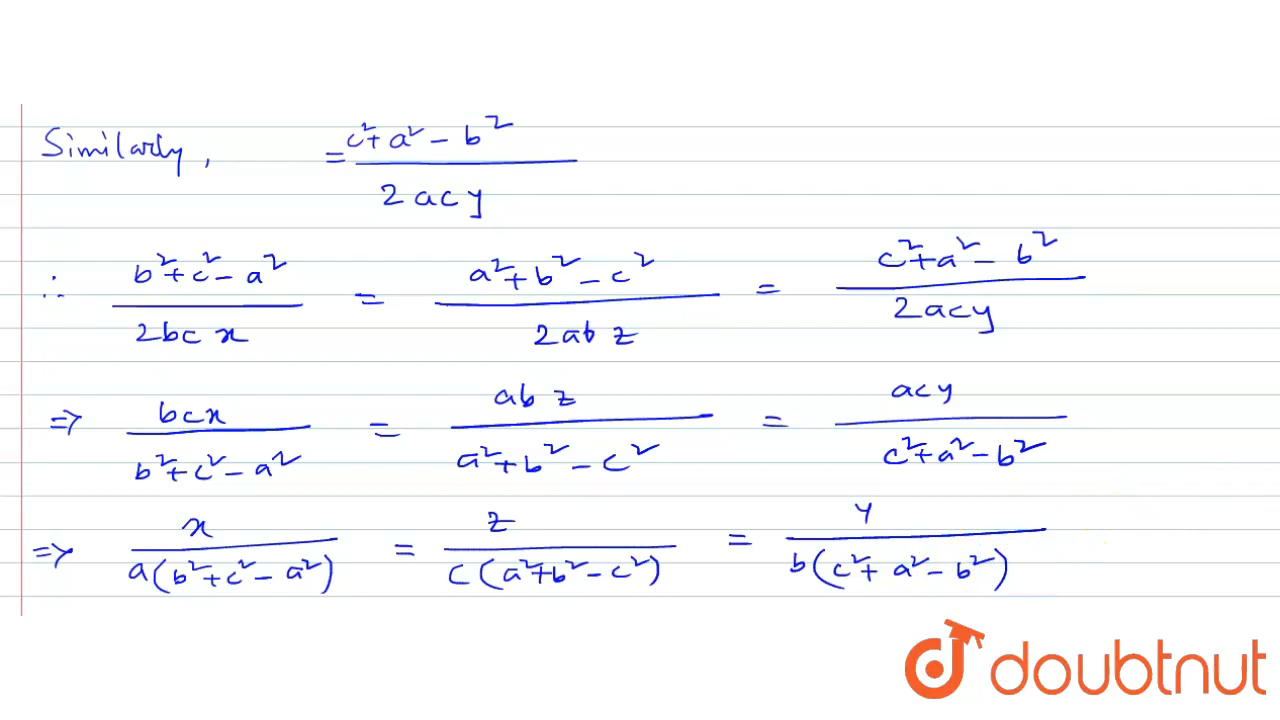 Similarly, = c²+a²-b² / 2acy
∴ b²+c²-a² / 2bcx = a²+b²-c² / 2abz = c²+a²-b² / 2acy
=> bcx / b²+c²-a² = abz / a²+b²-c² = acy / c²+a²-b²
=> x / a(b²+c²-a²) = z / c(a²+b²-c²) = y / b(c²+a²-b²)
doubtnut